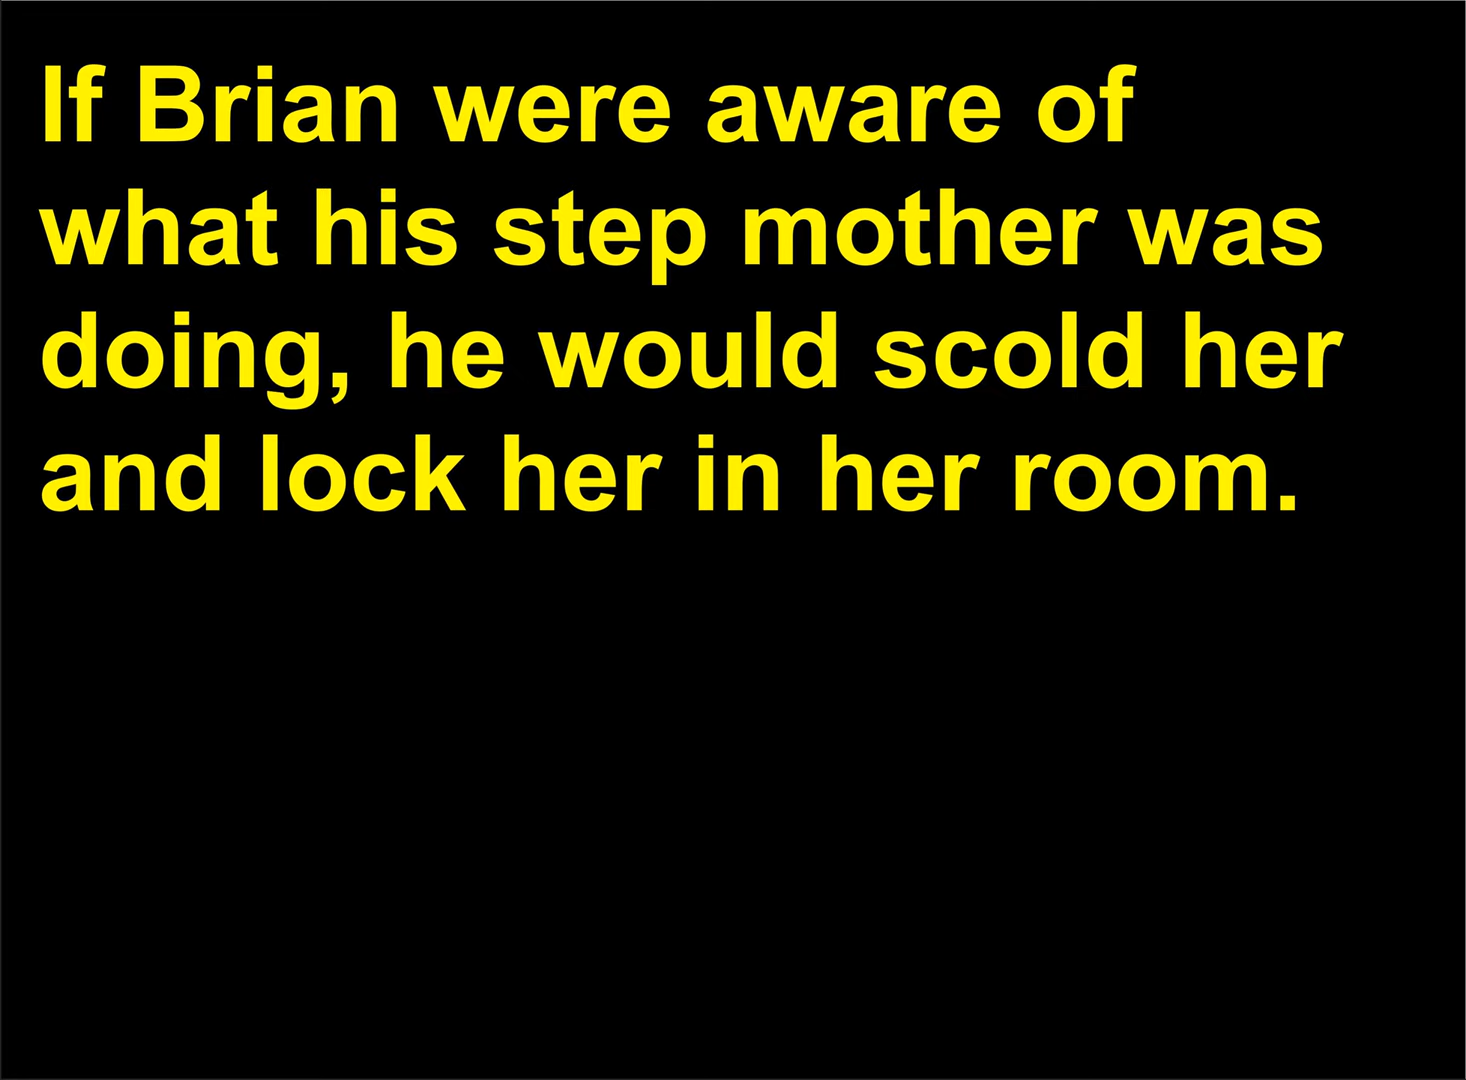 If Brian were aware of
what his step mother was
doing, he would scold her
and lock her in her room.